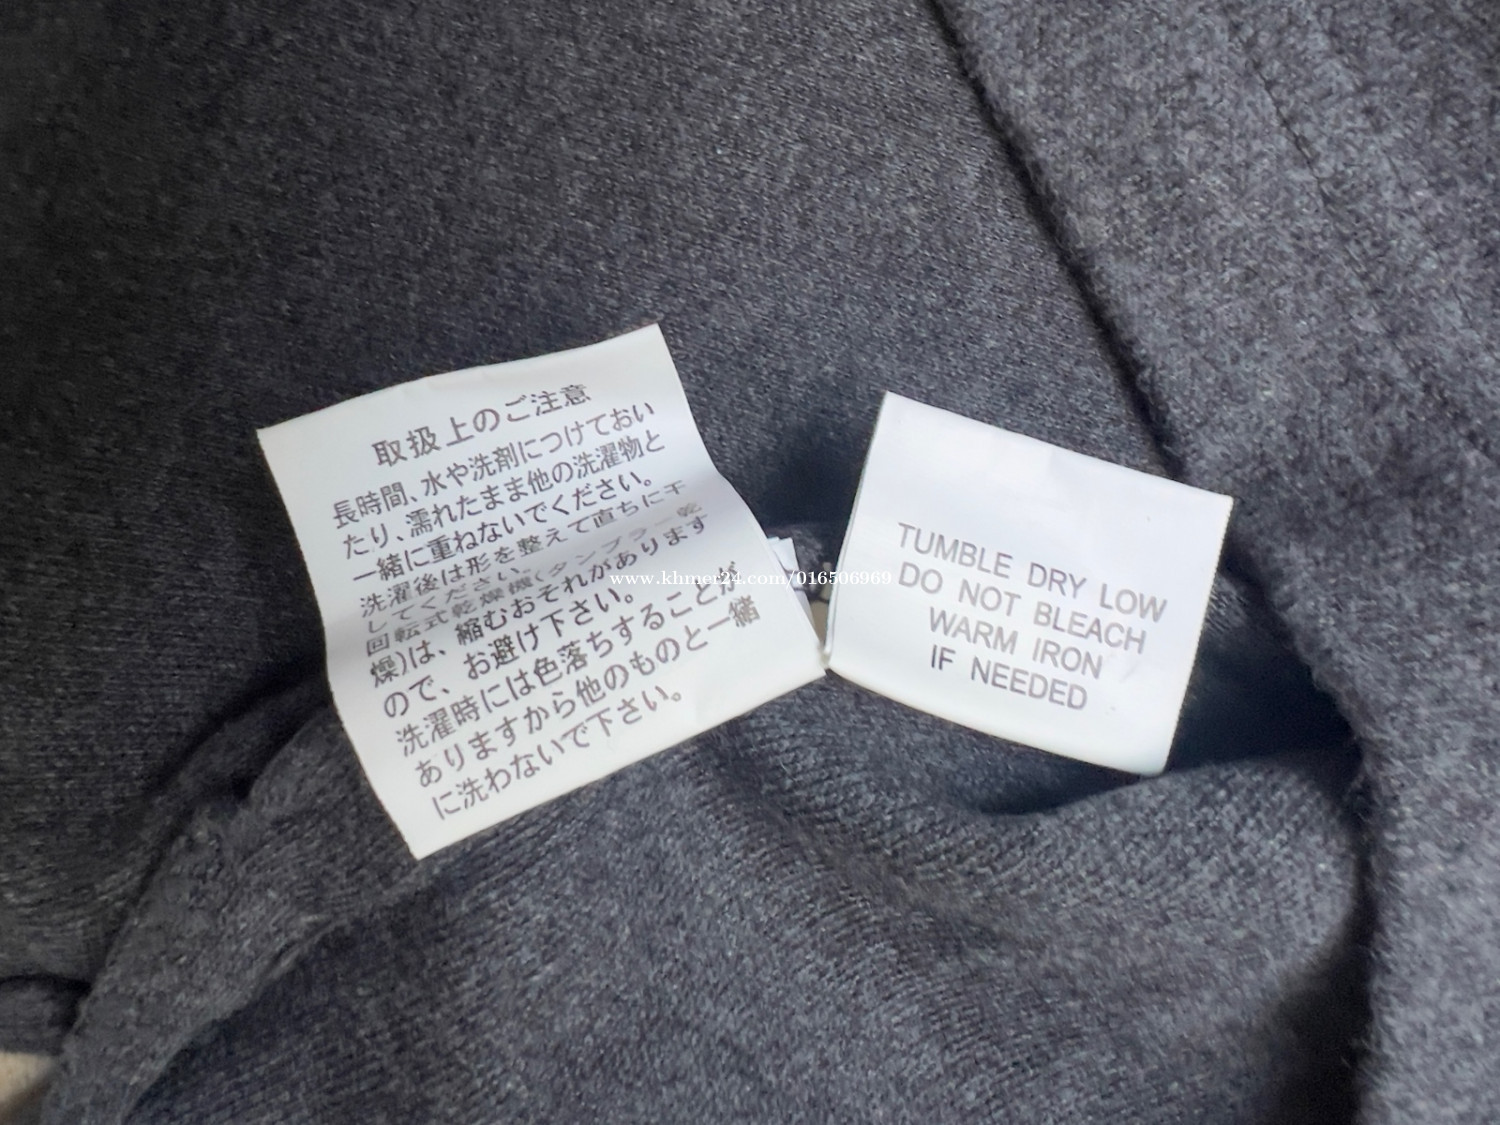 取扱上のご注意
長時間、水や洗剤につけておい
たり、濡れたまま他の洗濯物と
一緒に重ねないでください。
洗濯後は形を整えて直ちに干
してください。
回転式乾燥機(タンブラー乾
燥)は、縮むおそれがあります
ので、お避け下さい。
洗濯時には色落ちすることが
ありますから他のものと一緒
に洗わないで下さい。
www.khmer24.com/016506969
TUMBLE DRY LOW
DO NOT BLEACH
WARM IRON
IF NEEDED